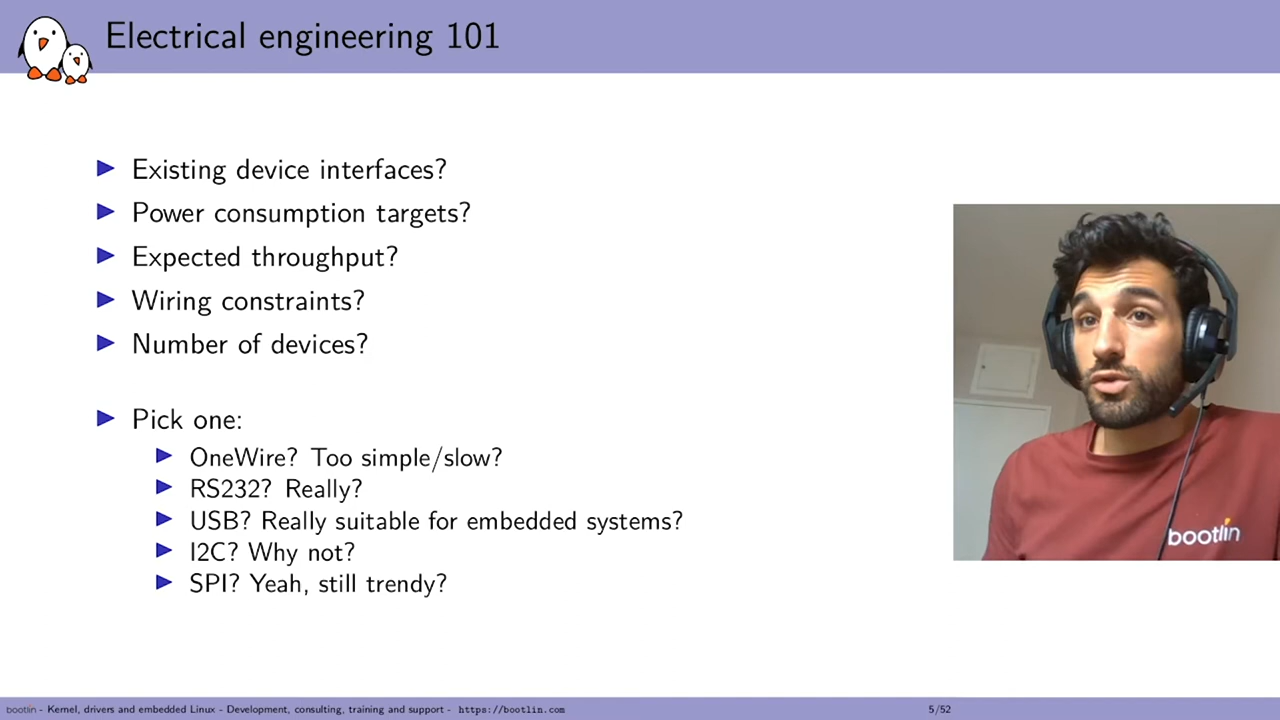 Electrical engineering 101
Existing device interfaces?
Power consumption targets?
Expected throughput?
Wiring constraints?
Number of devices?
Pick one:
OneWire? Too simple/slow?
RS232? Really?
USB? Really suitable for embedded systems?
I2C? Why not?
SPI? Yeah, still trendy?
bootlin
bootlin - Kernel, drivers and embedded Linux - Development, consulting, training and support - https://bootlin.com
5/52